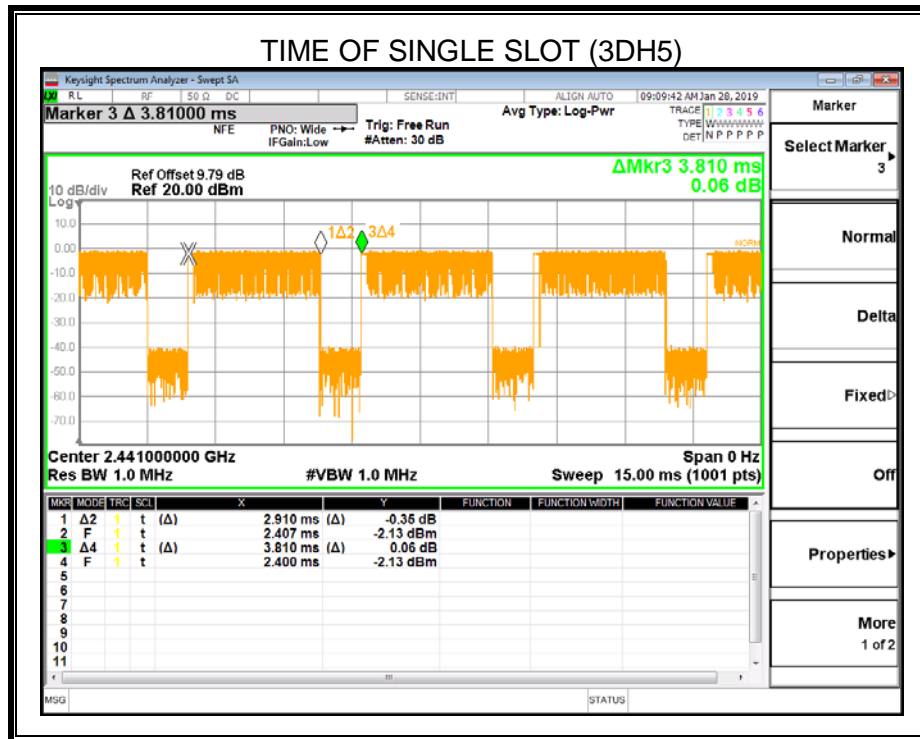 TIME OF SINGLE SLOT (3DH5)
Keysight Spectrum Analyzer - Swept SA
RL RF 50 Ω DC SENSE:INT ALIGN AUTO 09:09:42 AM Jan 28, 2019
Marker 3 Δ 3.81000 ms
NFE
PNO: Wide
IFGain:Low
Trig: Free Run
#Atten: 30 dB
Avg Type: Log-Pwr
TRACE 1 2 3 4 5 6
TYPE WWWWWW
DET N P P P P P
ΔMkr3 3.810 ms
0.06 dB
Ref Offset 9.79 dB
10 dB/div Ref 20.00 dBm
Log
10.0
0.00
-10.0
-20.0
-30.0
-40.0
-50.0
-60.0
-70.0
1Δ2 3Δ4
NORM
Center 2.441000000 GHz Span 0 Hz
Res BW 1.0 MHz #VBW 1.0 MHz Sweep 15.00 ms (1001 pts)
MKR MODE TRC SCL X Y FUNCTION FUNCTION WIDTH FUNCTION VALUE
1 Δ2 1 t (Δ) 2.910 ms (Δ) -0.35 dB
2 F 1 t 2.407 ms -2.13 dBm
3 Δ4 1 t (Δ) 3.810 ms (Δ) 0.06 dB
4 F 1 t 2.400 ms -2.13 dBm
5
6
7
8
9
10
11
MSG STATUS
Marker
Select Marker
3
Normal
Delta
Fixed
Off
Properties
More
1 of 2